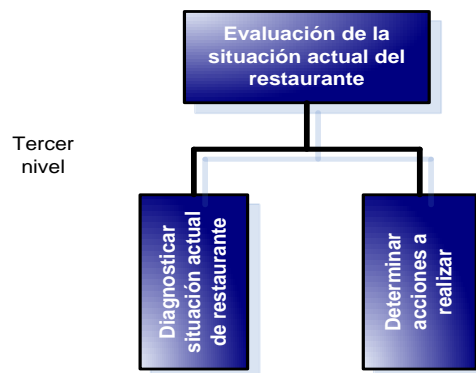 Evaluación de la
situación actual del
restaurante
Tercer
nivel
Diagnosticar
situación actual
de restaurante
Determinar
acciones a
realizar